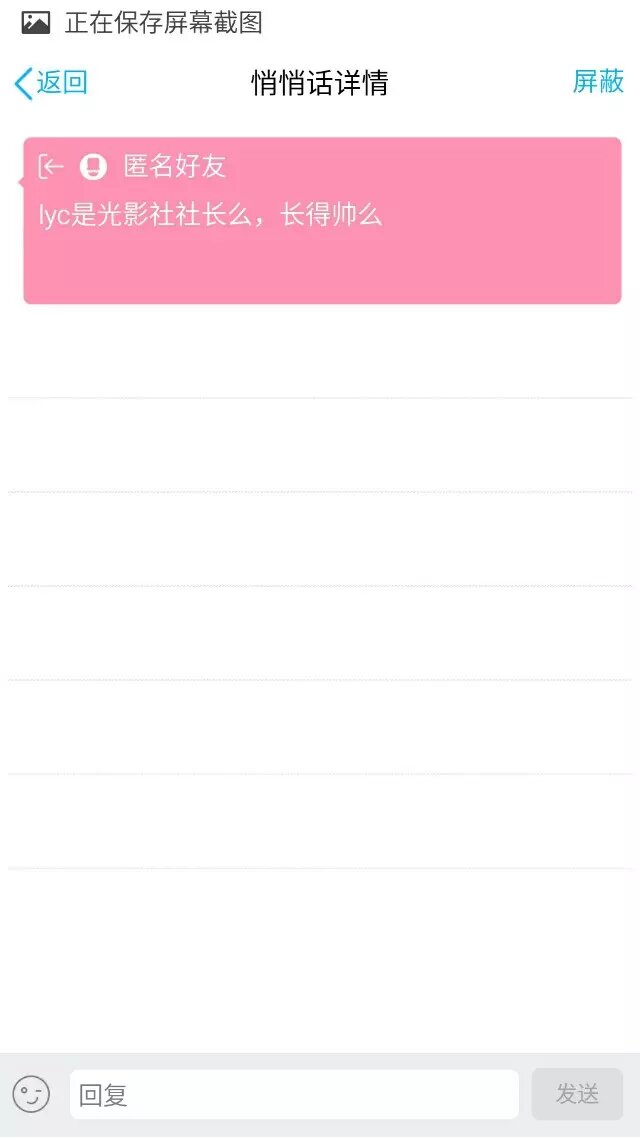 正在保存屏幕截图
返回 悄悄话详情 屏蔽
匿名好友
lyc是光影社社长么，长得帅么
回复 发送